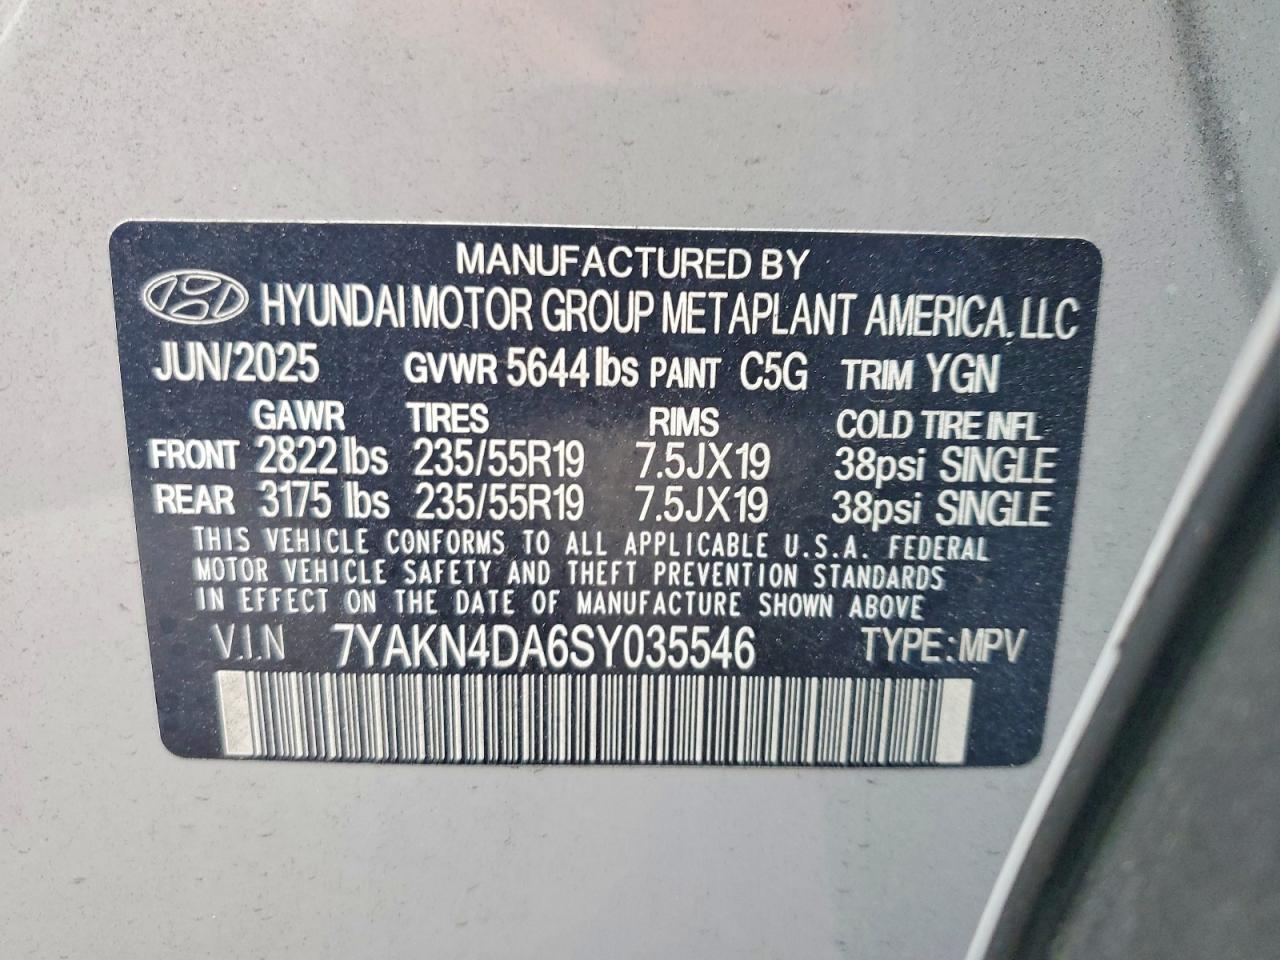 MANUFACTURED BY
HYUNDAI MOTOR GROUP METAPLANT AMERICA, LLC
JUN/2025 GVWR 5644 lbs PAINT C5G TRIM YGN
GAWR TIRES RIMS COLD TIRE INFL
FRONT 2822 lbs 235/55R19 7.5JX19 38psi SINGLE
REAR 3175 lbs 235/55R19 7.5JX19 38psi SINGLE
THIS VEHICLE CONFORMS TO ALL APPLICABLE U.S.A. FEDERAL
MOTOR VEHICLE SAFETY AND THEFT PREVENTION STANDARDS
IN EFFECT ON THE DATE OF MANUFACTURE SHOWN ABOVE
V.I.N 7YAKN4DA6SY035546 TYPE:MPV